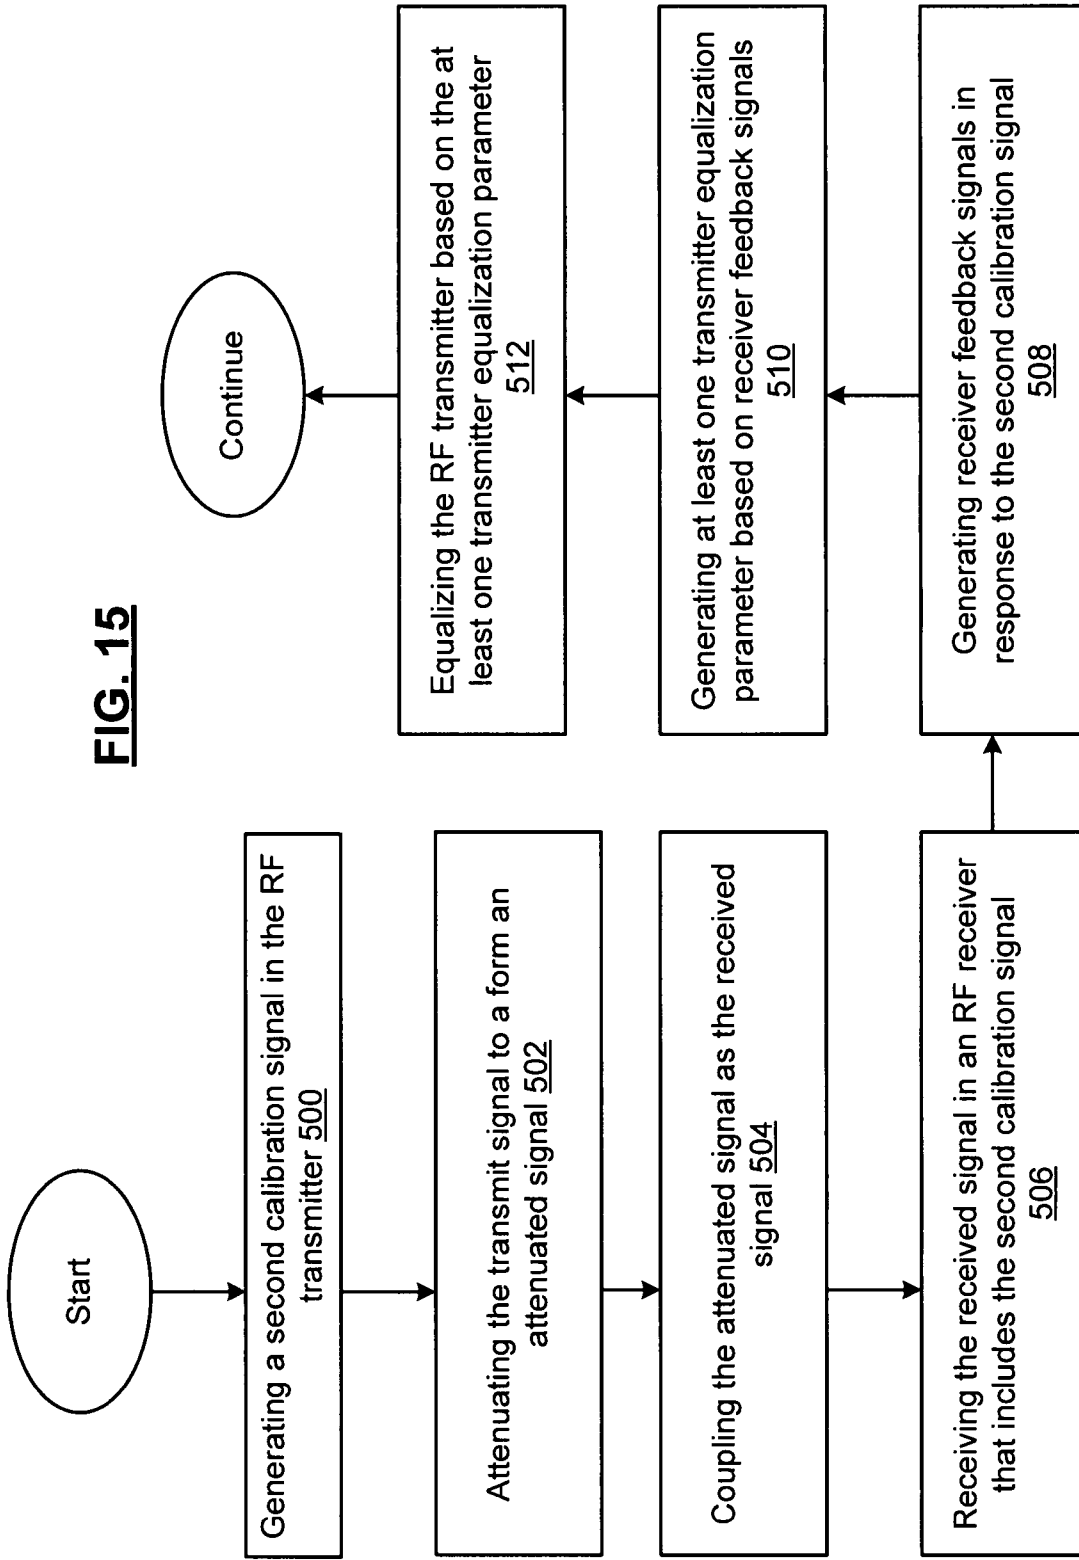 FIG. 15
Start
Generating a second calibration signal in the RF
transmitter 500
Attenuating the transmit signal to a form an
attenuated signal 502
Coupling the attenuated signal as the received
signal 504
Receiving the received signal in an RF receiver
that includes the second calibration signal
506
Generating receiver feedback signals in
response to the second calibration signal
508
Generating at least one transmitter equalization
parameter based on receiver feedback signals
510
Equalizing the RF transmitter based on the at
least one transmitter equalization parameter
512
Continue